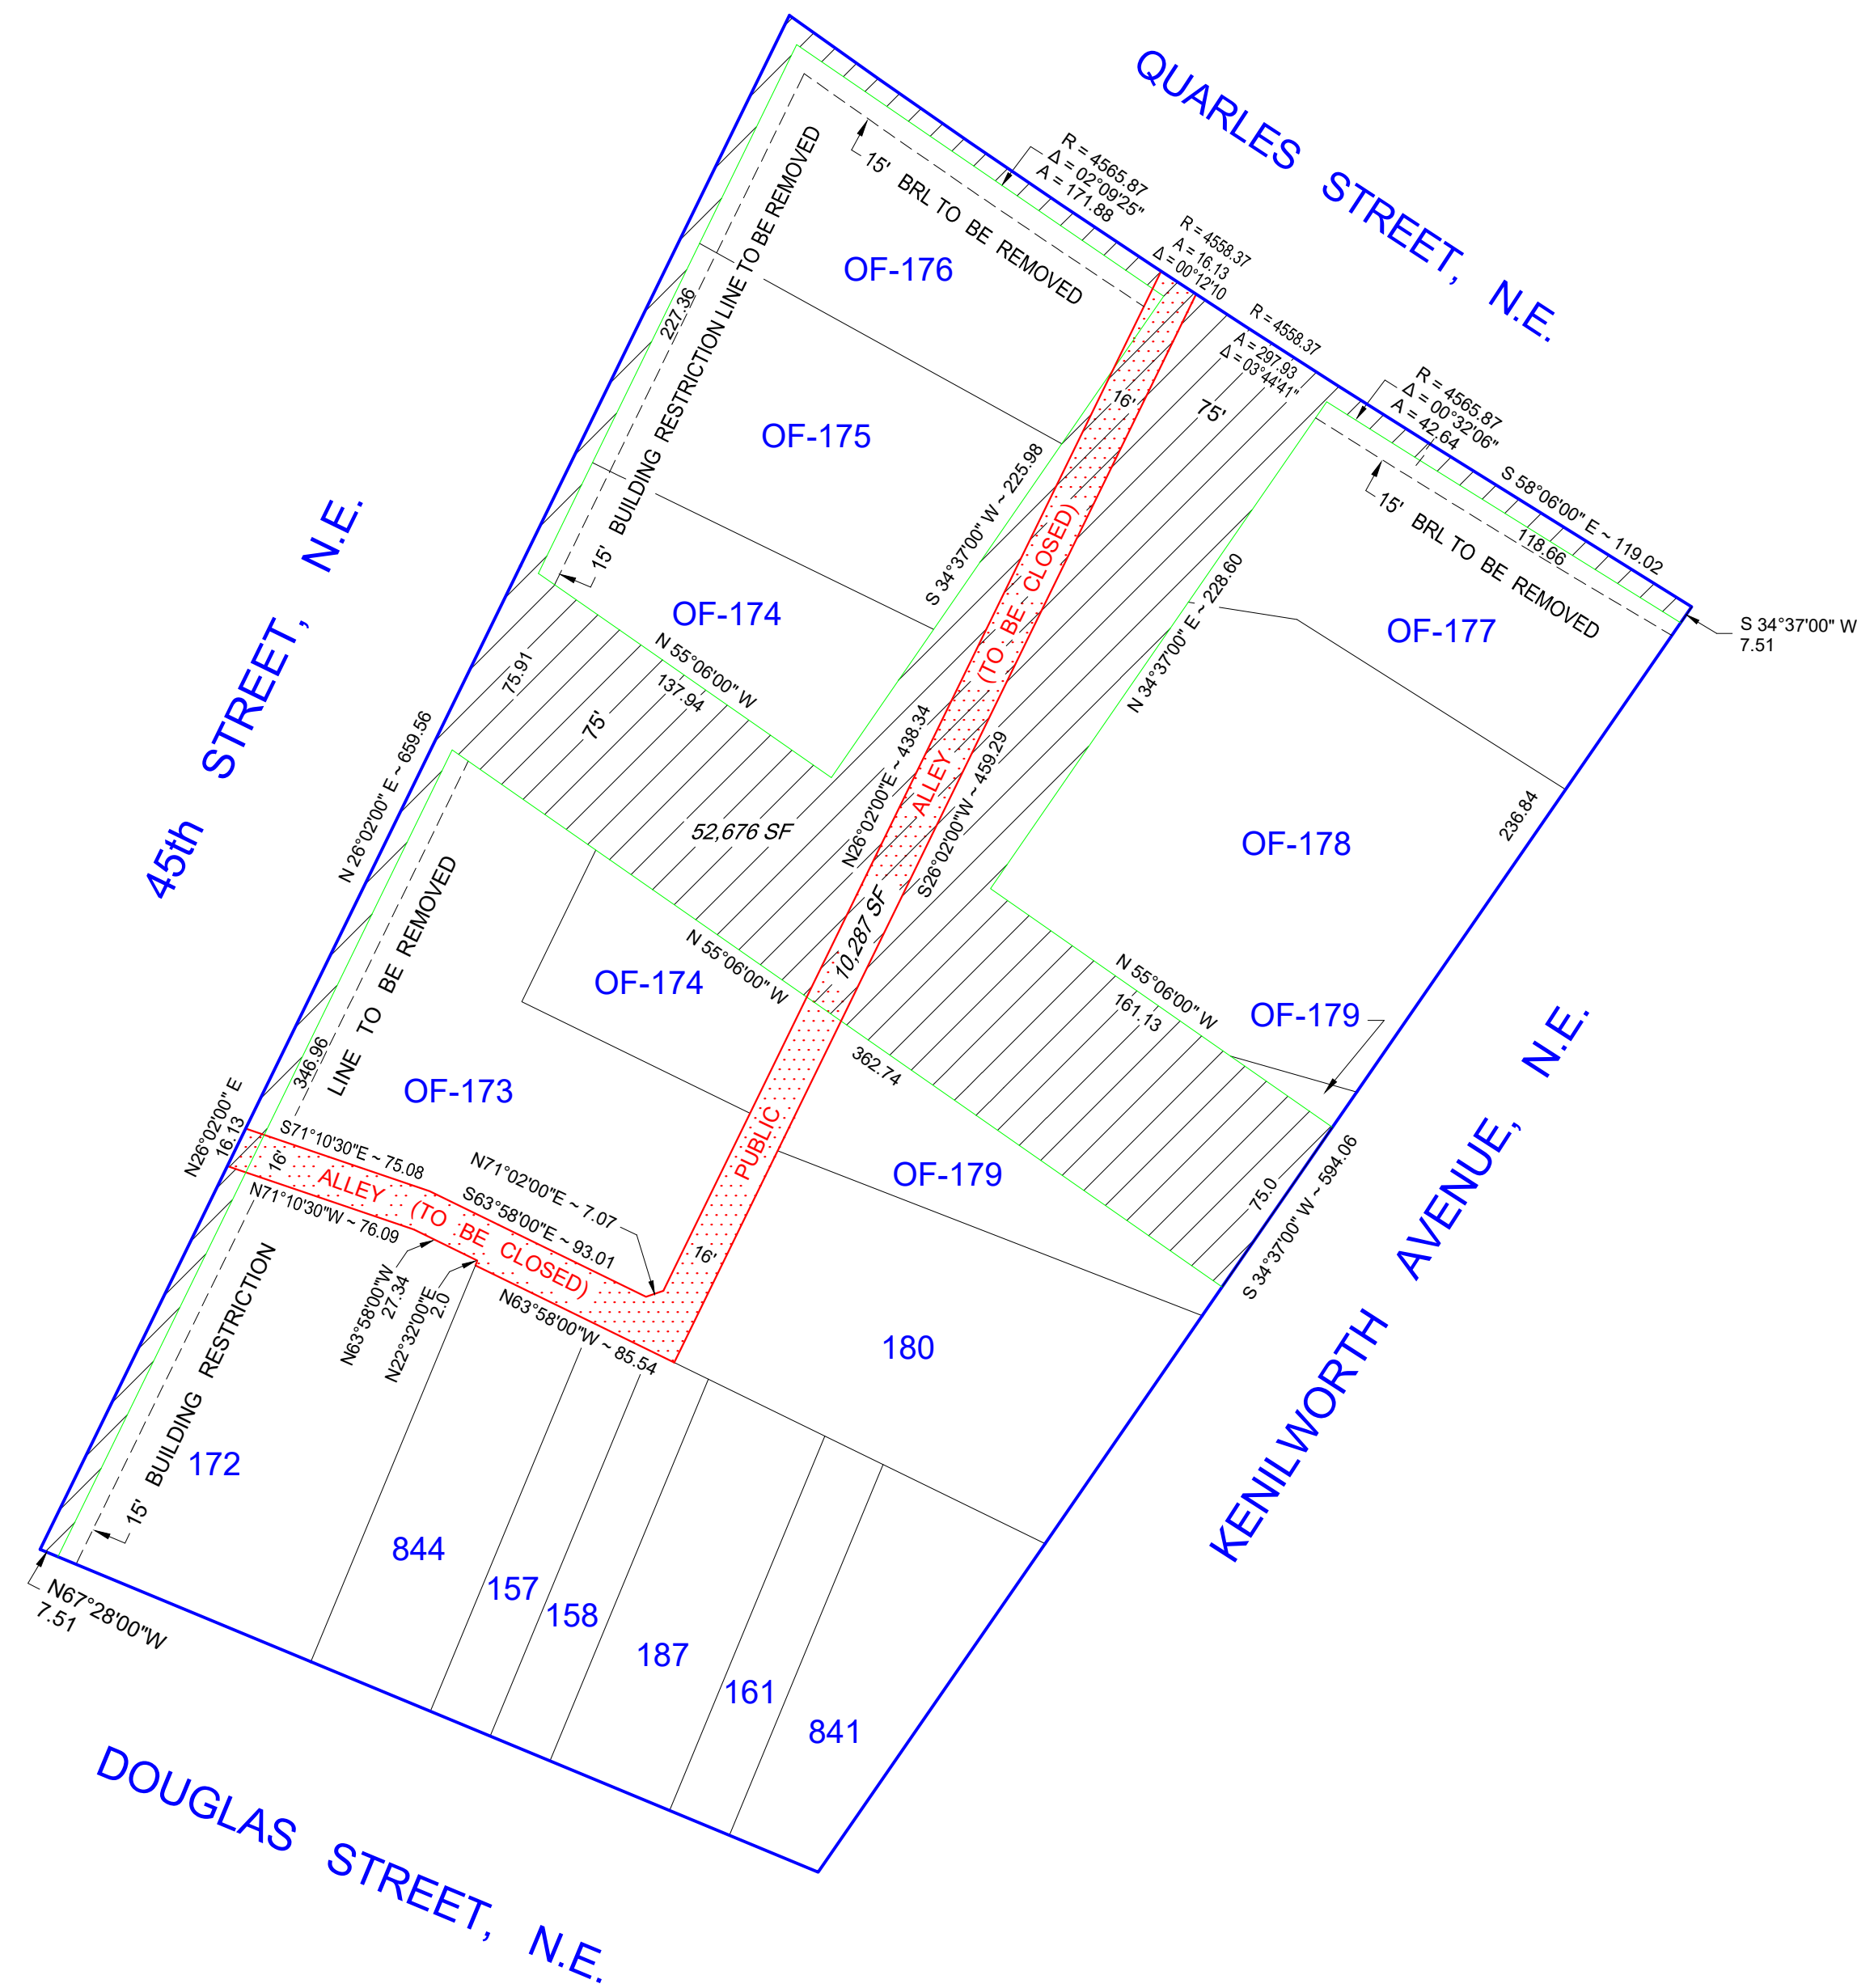 QUARLES STREET, N.E.
R = 4565.87
Δ = 02°09'25"
A = 171.88
15' BRL TO BE REMOVED
R = 4558.37
A = 16.13
Δ = 00°12'10
R = 4558.37
A = 297.93
Δ = 03°44'41"
R = 4565.87
Δ = 00°32'06"
A = 42.64
S 58°06'00" E ~ 119.02
118.66
15' BRL TO BE REMOVED
S 34°37'00" W
7.51
OF-176
OF-175
OF-174
OF-177
OF-178
227.36
15' BUILDING RESTRICTION LINE TO BE REMOVED
16'
75'
S 34°37'00" W ~ 225.98
N 34°37'00" E ~ 228.60
45th STREET, N.E.
N 26°02'00" E ~ 659.56
75.91
N 55°06'00" W
137.94
75'
52,676 SF
N26°02'00"E ~ 438.34
S26°02'00"W ~ 459.29
PUBLIC ALLEY (TO BE CLOSED)
10,287 SF
236.84
N 55°06'00" W
161.13
OF-179
N 55°06'00" W
362.74
OF-174
OF-173
OF-179
75.0
S 34°37'00" W ~ 594.06
KENILWORTH AVENUE, N.E.
346.96
15' BUILDING RESTRICTION LINE TO BE REMOVED
N26°02'00" E
16.13
16'
S71°10'30"E ~ 75.08
ALLEY (TO BE CLOSED)
N71°10'30"W ~ 76.09
N71°02'00"E ~ 7.07
S63°58'00"E ~ 93.01
16'
N63°58'00"W
27.34
N22°32'00"E
2.0
N63°58'00"W ~ 85.54
180
172
844
157
158
187
161
841
N67°28'00"W
7.51
DOUGLAS STREET, N.E.